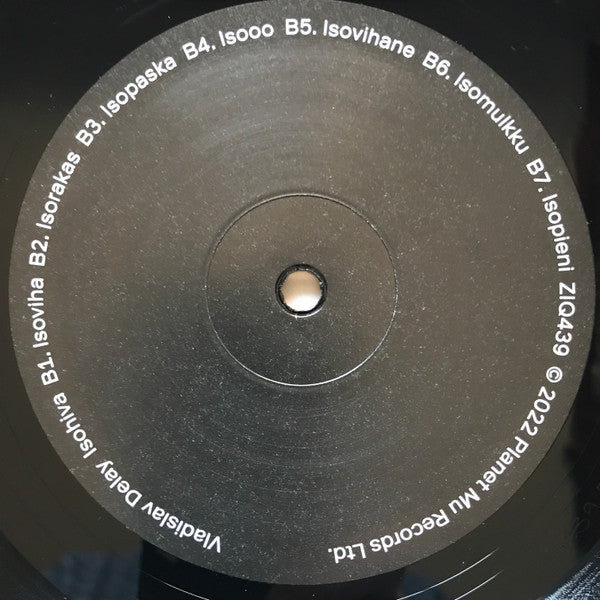 Vladislav Delay Isohiva B1. Isoviha B2. Isorakas B3. Isopaska B4. Isooo B5. Isovihane B6. Isomulkku B7. Isopieni ZIQ439 © 2022 Planet Mu Records Ltd.